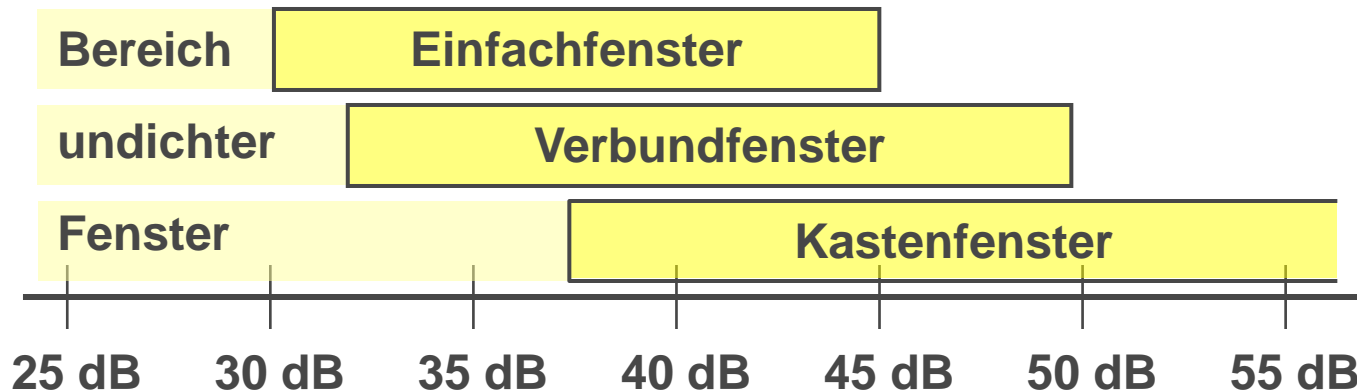 Bereich Einfachfenster
undichter Verbundfenster
Fenster Kastenfenster
25 dB 30 dB 35 dB 40 dB 45 dB 50 dB 55 dB